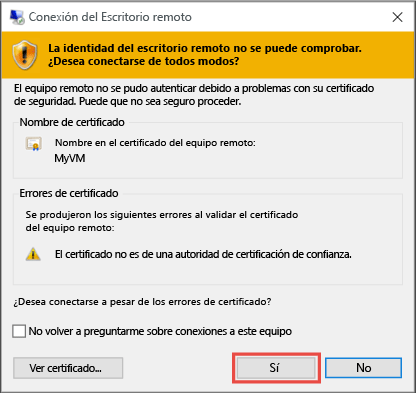 Conexión del Escritorio remoto
La identidad del escritorio remoto no se puede comprobar.
¿Desea conectarse de todos modos?
El equipo remoto no se pudo autenticar debido a problemas con su certificado
de seguridad. Puede que no sea seguro proceder.
Nombre de certificado
Nombre en el certificado del equipo remoto:
MyVM
Errores de certificado
Se produjeron los siguientes errores al validar el certificado
del equipo remoto:
El certificado no es de una autoridad de certificación de confianza.
¿Desea conectarse a pesar de los errores de certificado?
No volver a preguntarme sobre conexiones a este equipo
Ver certificado...
Sí
No